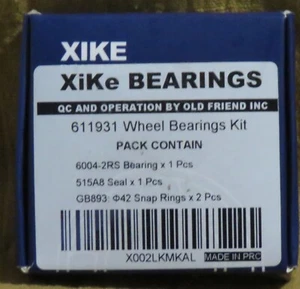 XIKE
XiKe BEARINGS
QC AND OPERATION BY OLD FRIEND INC
611931 Wheel Bearings Kit
PACK CONTAIN
6004-2RS Bearing x 1 Pcs
515A8 Seal x 1 Pcs
GB893: Φ42 Snap Rings x 2 Pcs
X002LKMKAL MADE IN PRC